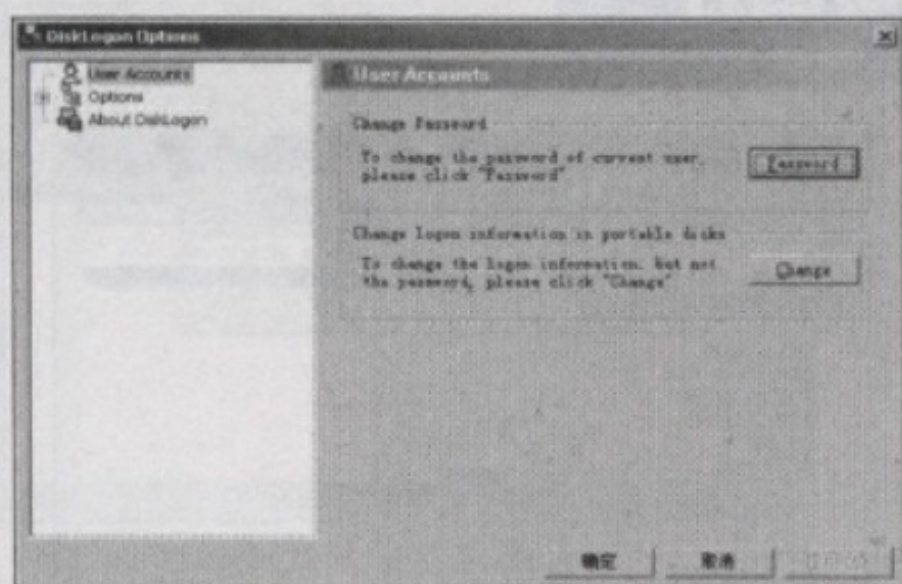 DiskLogon Options
User Accounts
Options
About DiskLogon
User Accounts
Change Password
To change the password of current user,
please click "Password"
Password
Change logon information in portable disks
To change the logon information, but not
the password, please click "Change"
Change
确定
取消